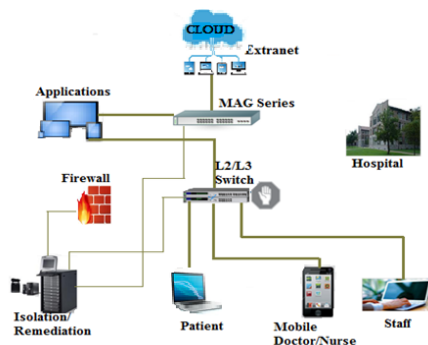 CLOUD
Extranet
Applications
MAG Series
Hospital
L2/L3
Switch
Firewall
Isolation
Remediation
Patient
Mobile
Doctor/Nurse
Staff